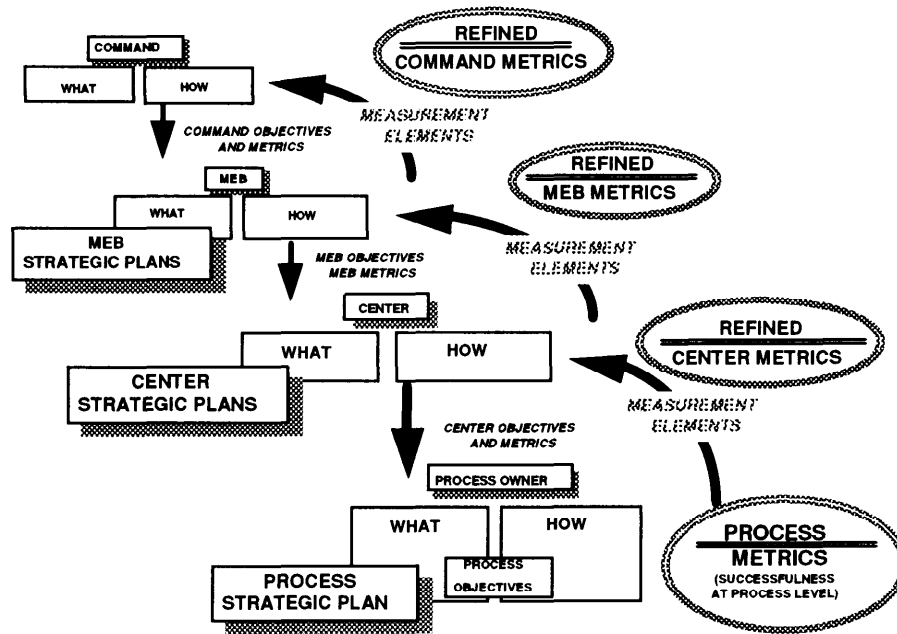 REFINED
COMMAND METRICS
COMMAND
WHAT
HOW
MEASUREMENT
ELEMENTS
COMMAND OBJECTIVES
AND METRICS
REFINED
MEB METRICS
MEB
WHAT
HOW
MEB
STRATEGIC PLANS
MEASUREMENT
ELEMENTS
MEB OBJECTIVES
MEB METRICS
CENTER
REFINED
CENTER METRICS
WHAT
HOW
CENTER
STRATEGIC PLANS
MEASUREMENT
ELEMENTS
CENTER OBJECTIVES
AND METRICS
PROCESS OWNER
WHAT
HOW
PROCESS
METRICS
(SUCCESSFULNESS
AT PROCESS LEVEL)
PROCESS
OBJECTIVES
PROCESS
STRATEGIC PLAN